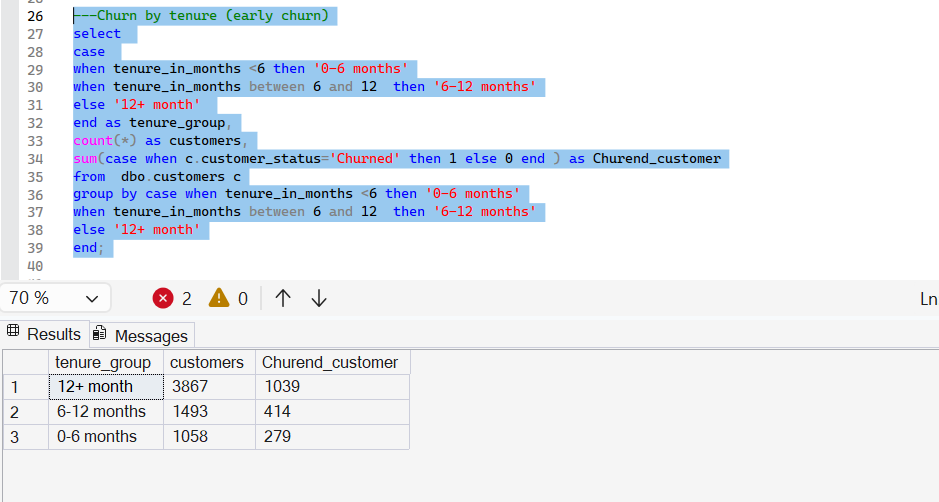 26 ---Churn by tenure (early churn)
27 select
28 case
29 when tenure_in_months <6 then '0-6 months'
30 when tenure_in_months between 6 and 12  then '6-12 months'
31 else '12+ month'
32 end as tenure_group,
33 count(*) as customers,
34 sum(case when c.customer_status='Churned' then 1 else 0 end ) as Churend_customer
35 from  dbo.customers c
36 group by case when tenure_in_months <6 then '0-6 months'
37 when tenure_in_months between 6 and 12  then '6-12 months'
38 else '12+ month'
39 end;
40
70 % 2 0 Ln
Results Messages
tenure_group customers Churend_customer
1 12+ month 3867 1039
2 6-12 months 1493 414
3 0-6 months 1058 279